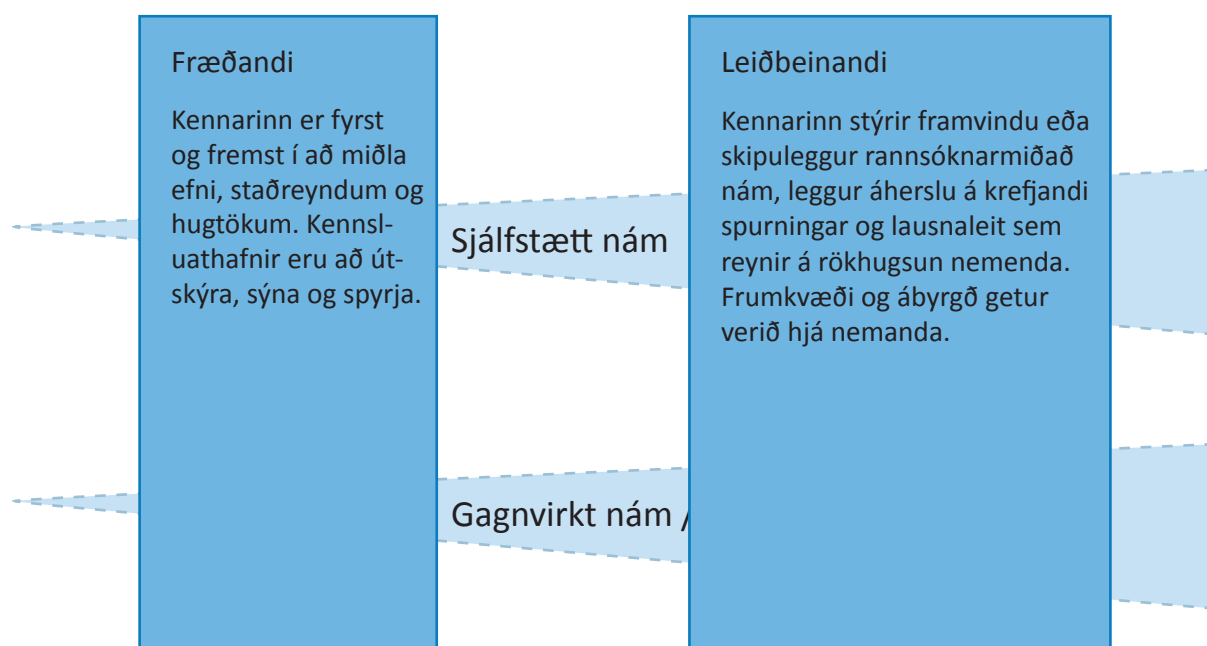 Fræðandi
Kennarinn er fyrst
og fremst í að miðla
efni, staðreyndum og
hugtökum. Kennsl-
uathafnir eru að út-
skýra, sýna og spyrja.
Sjálfstætt nám
Gagnvirkt nám /
Leiðbeinandi
Kennarinn stýrir framvindu eða
skipuleggur rannsóknarmiðað
nám, leggur áherslu á krefjandi
spurningar og lausnaleit sem
reynir á rökhugsun nemenda.
Frumkvæði og ábyrgð getur
verið hjá nemanda.